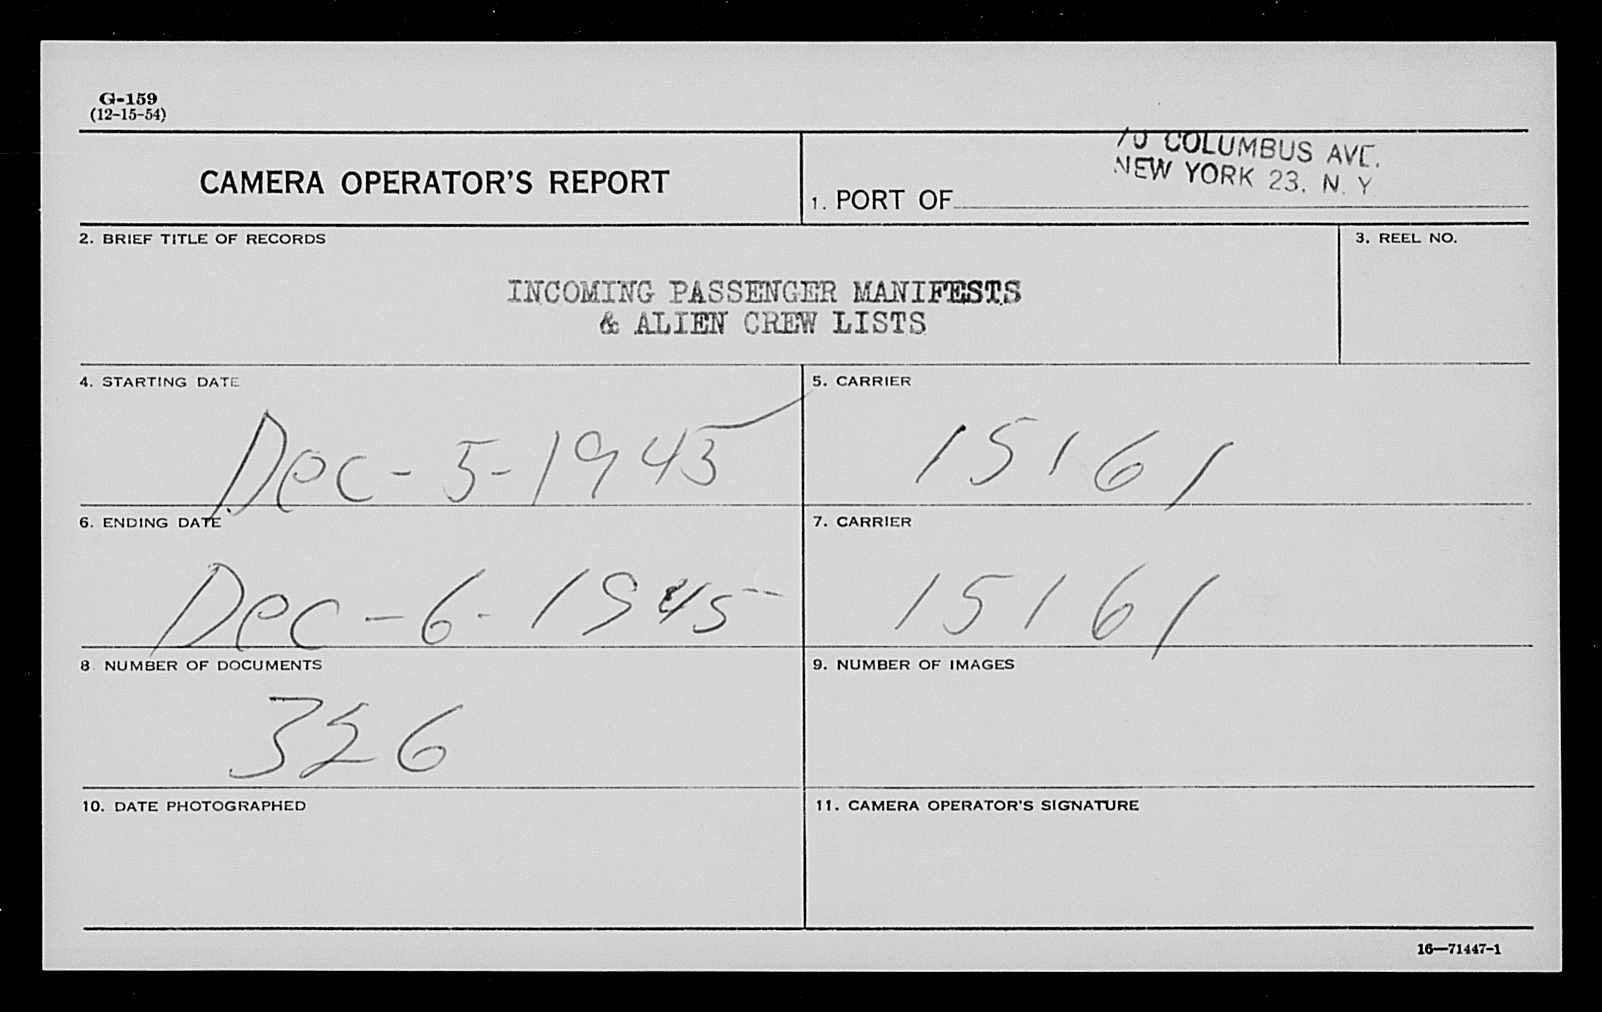 G-159
(12-15-54)
CAMERA OPERATOR'S REPORT
70 COLUMBUS AVE.
NEW YORK 23. N. Y
1. PORT OF
2. BRIEF TITLE OF RECORDS
3. REEL NO.
INCOMING PASSENGER MANIFESTS
& ALIEN CREW LISTS
4. STARTING DATE
5. CARRIER
Dec - 5 - 1945
15161
6. ENDING DATE
7. CARRIER
Dec - 6 - 1945
15161
8. NUMBER OF DOCUMENTS
9. NUMBER OF IMAGES
326
10. DATE PHOTOGRAPHED
11. CAMERA OPERATOR'S SIGNATURE
16—71447-1